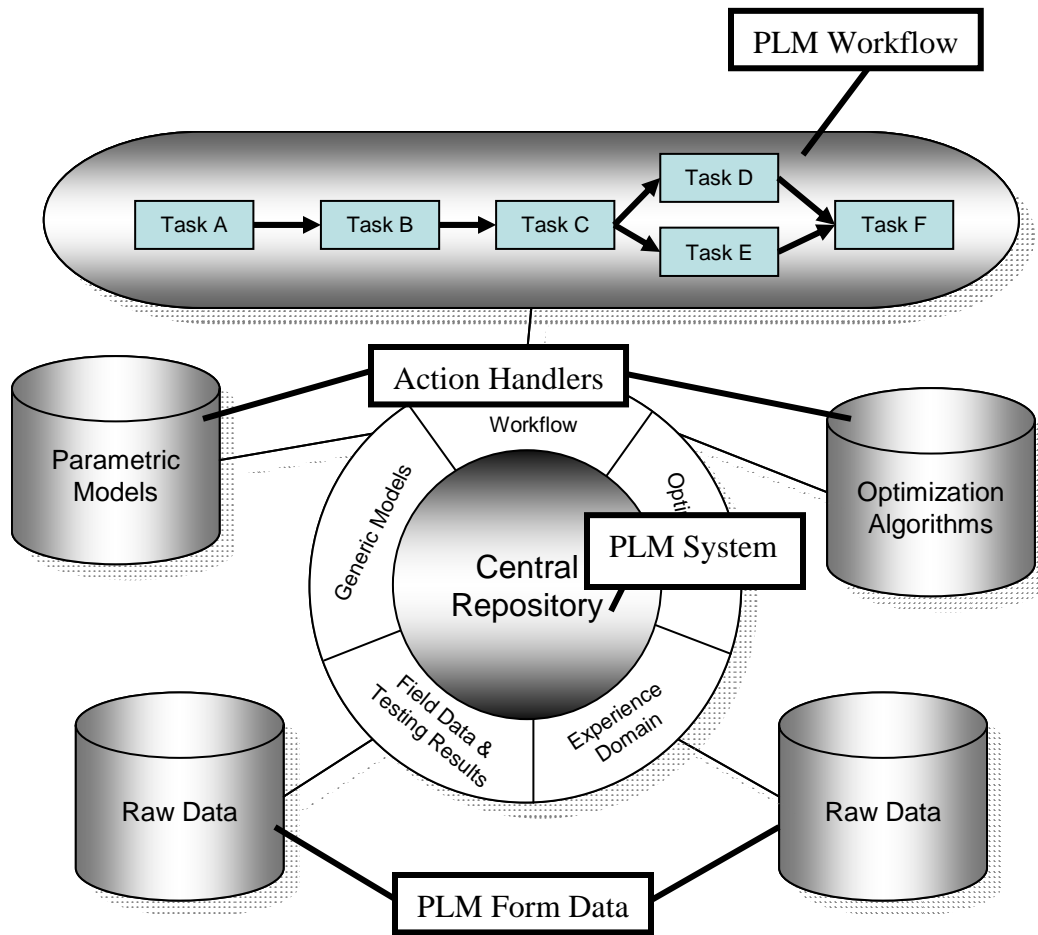 PLM Workflow
Task A
Task B
Task C
Task D
Task E
Task F
Action Handlers
Parametric
Models
Workflow
Generic Models
Optimization
Algorithms
PLM System
Central
Repository
Field Data &
Testing Results
Experience
Domain
Raw Data
Raw Data
PLM Form Data